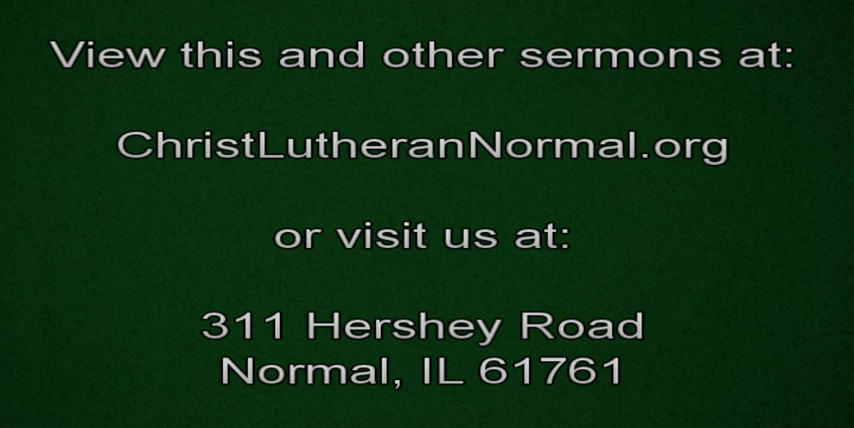 View this and other sermons at:
ChristLutheranNormal.org
or visit us at:
311 Hershey Road
Normal, IL 61761